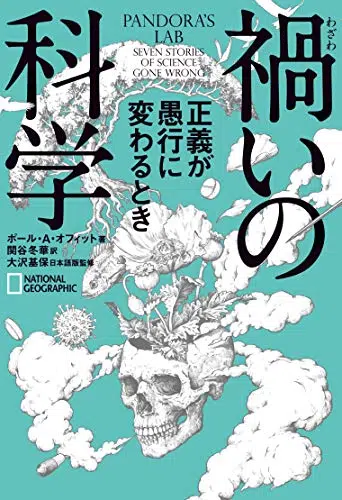 PANDORA'S
LAB
SEVEN STORIES
OF SCIENCE
GONE WRONG
禍いの
わざわ
科学
正義が
愚行に
変わるとき
ポール・A・オフィット 著
関谷冬華 訳
大沢基保 日本語版監修
NATIONAL
GEOGRAPHIC